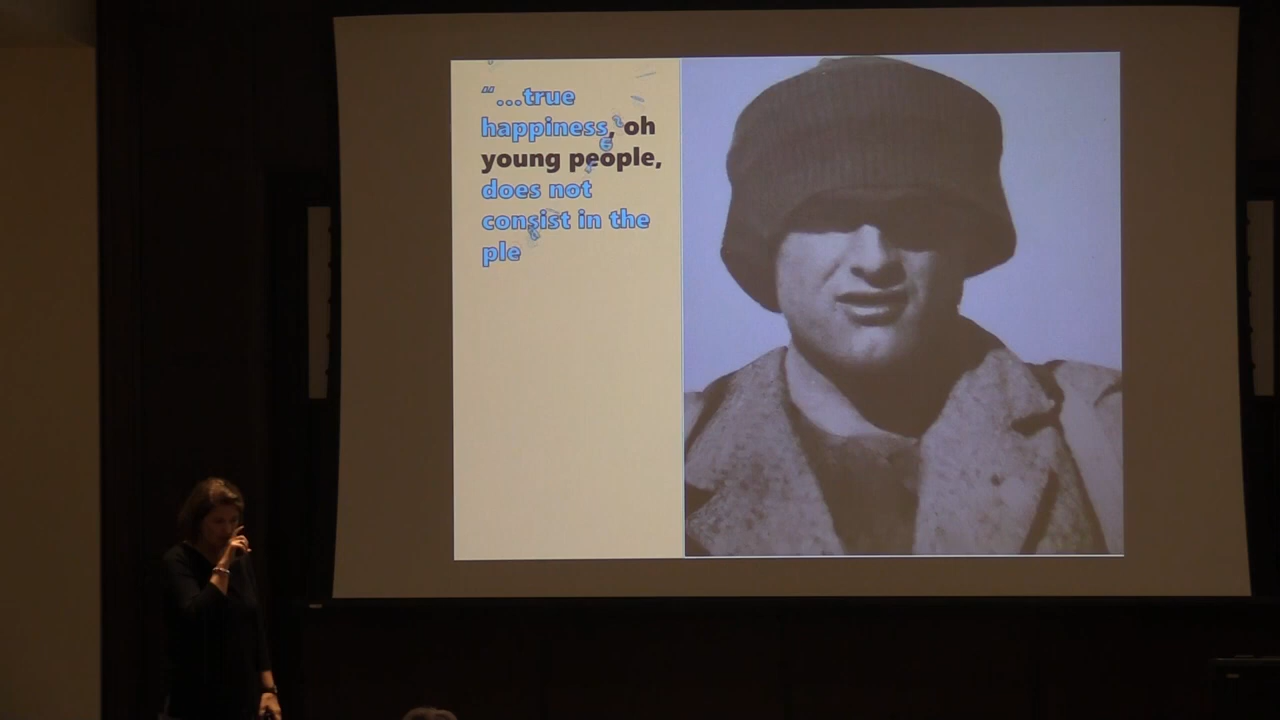 "...true
happiness, oh
young people,
does not
consist in the
ple